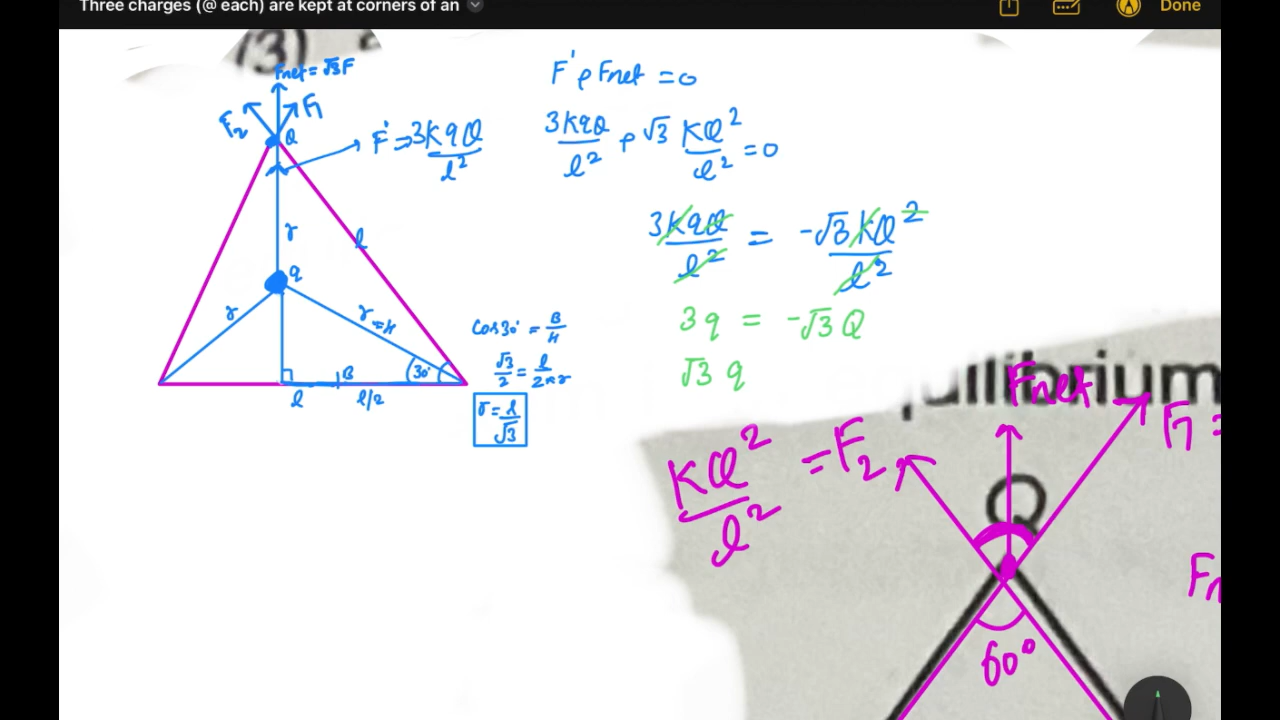 Three charges (@ each) are kept at corners of an
Done
(3)
Fnet = √3F
F2
F1
Q
F' => 3KqQ/l²
r
l
q
r
r = H
30°
B
l
l/2
Cos30° = B/H
√3/2 = l/2×r
r = l/√3
F' + Fnet = 0
3KqQ/l² + √3 KQ²/l² = 0
3KqQ/l² = -√3KQ²/l²
3q = -√3Q
√3 q
quilibrium
Fnet
F1 =
KQ²/l² = F2
Q
60°